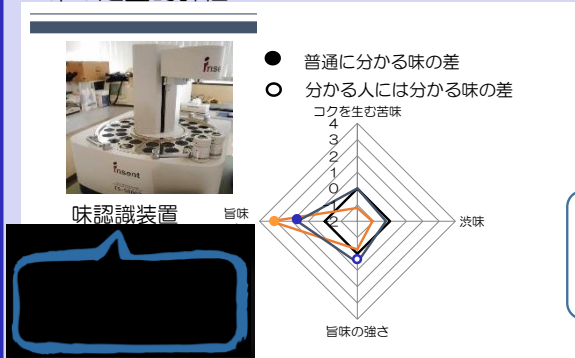 ● 普通に分かる味の差
○ 分かる人には分かる味の差
コクを生む苦味
4
3
2
1
0
1
2
insent
味認識装置
旨味
渋味
旨味の強さ